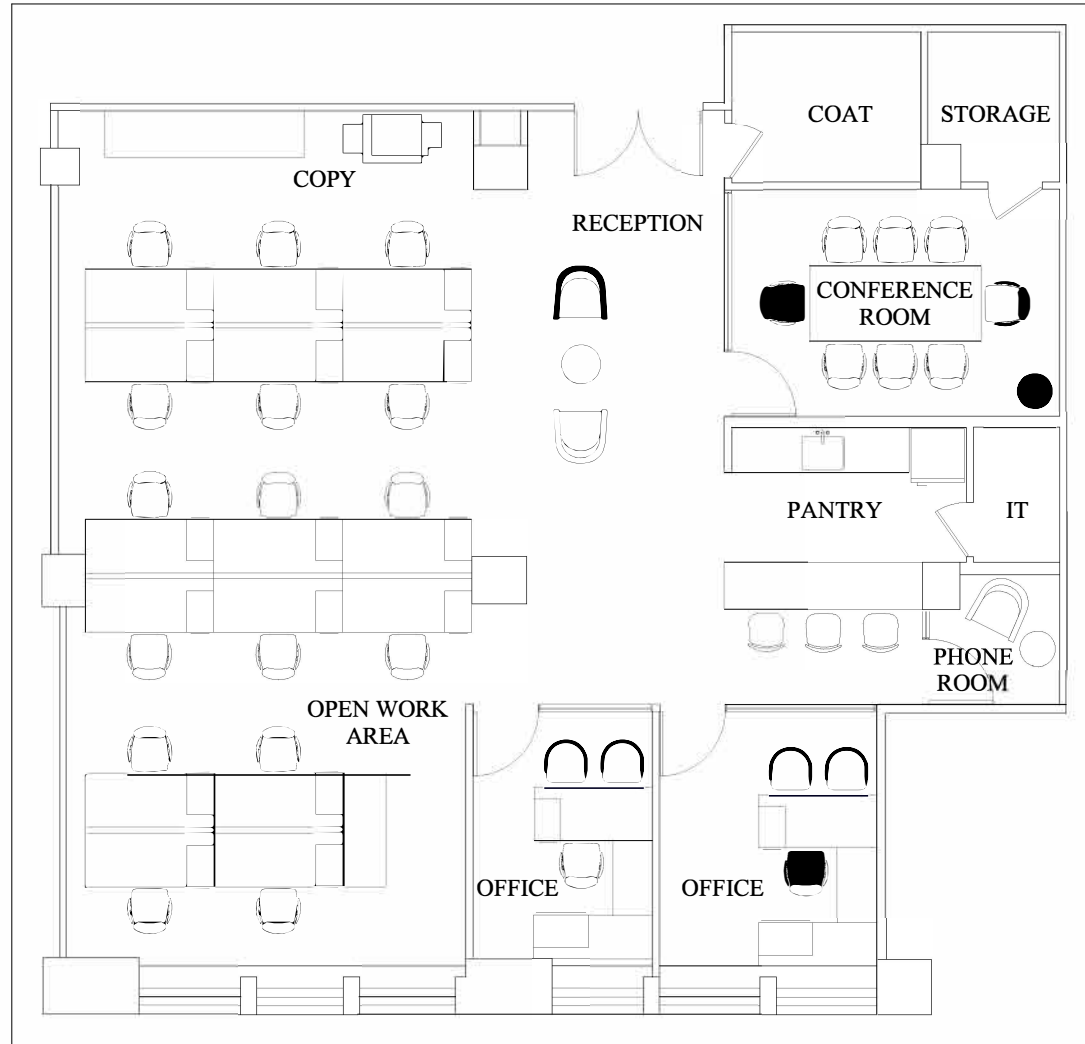 COAT
STORAGE
COPY
RECEPTION
CONFERENCE
ROOM
PANTRY
IT
PHONE
ROOM
OPEN WORK
AREA
OFFICE
OFFICE